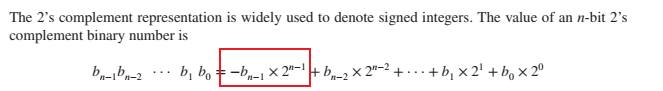 The 2’s complement representation is widely used to denote signed integers. The value of an n-bit 2’s
complement binary number is
bₙ₋₁bₙ₋₂ ··· b₁ b₀ = −bₙ₋₁ × 2ⁿ⁻¹ + bₙ₋₂ × 2ⁿ⁻² + ··· + b₁ × 2¹ + b₀ × 2⁰